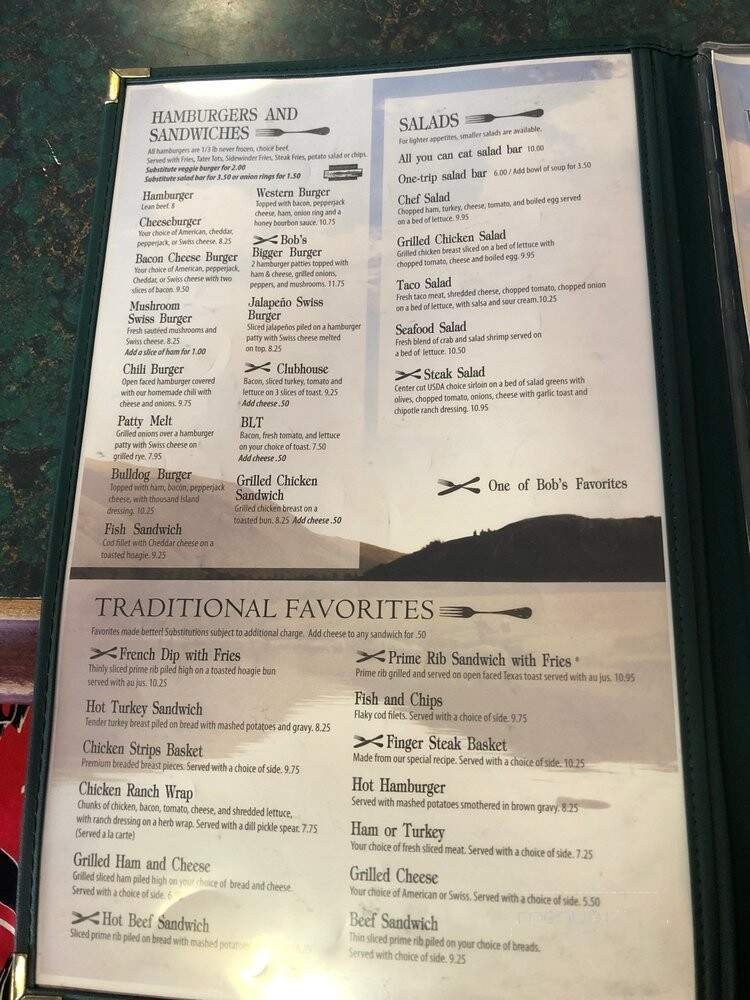 HAMBURGERS AND
SANDWICHES
All hamburgers are 1/3 lb never frozen, choice beef.
Served with Fries, Tater Tots, Sidewinder Fries, Steak Fries, potato salad or chips.
Substitute veggie burger for 2.00
Substitute salad bar for 3.50 or onion rings for 1.50
Hamburger
Lean beef. 8
Cheeseburger
Your choice of American, cheddar,
pepperjack, or Swiss cheese. 8.25
Bacon Cheese Burger
Your choice of American, pepperjack,
Cheddar, or Swiss cheese with two
slices of bacon. 9.50
Mushroom
Swiss Burger
Fresh sautéed mushrooms and
Swiss cheese. 8.25
Add a slice of ham for 1.00
Chili Burger
Open faced hamburger covered
with our homemade chili with
cheese and onions. 9.75
Patty Melt
Grilled onions over a hamburger
patty with Swiss cheese on
grilled rye. 7.95
Bulldog Burger
Topped with ham, bacon, pepperjack
cheese, with thousand Island
dressing. 10.25
Fish Sandwich
Cod fillet with Cheddar cheese on a
toasted hoagie. 9.25
Western Burger
Topped with bacon, pepperjack
cheese, ham, onion ring and a
honey bourbon sauce. 10.75
Bob's
Bigger Burger
2 hamburger patties topped with
ham & cheese, grilled onions,
peppers, and mushrooms. 11.75
Jalapeño Swiss
Burger
Sliced jalapeños piled on a hamburger
patty with Swiss cheese melted
on top. 8.25
Clubhouse
Bacon, sliced turkey, tomato and
lettuce on 3 slices of toast. 9.25
Add cheese .50
BLT
Bacon, fresh tomato, and lettuce
on your choice of toast. 7.50
Add cheese .50
Grilled Chicken
Sandwich
Grilled chicken breast on a
toasted bun. 8.25 Add cheese .50
SALADS
For lighter appetites, smaller salads are available.
All you can eat salad bar 10.00
One-trip salad bar 6.00 / Add bowl of soup for 3.50
Chef Salad
Chopped ham, turkey, cheese, tomato, and boiled egg served
on a bed of lettuce. 9.95
Grilled Chicken Salad
Grilled chicken breast sliced on a bed of lettuce with
chopped tomato, cheese and boiled egg. 9.95
Taco Salad
Fresh taco meat, shredded cheese, chopped tomato, chopped onion
on a bed of lettuce, with salsa and sour cream.10.25
Seafood Salad
Fresh blend of crab and salad shrimp served on
a bed of lettuce. 10.50
Steak Salad
Center cut USDA choice sirloin on a bed of salad greens with
olives, chopped tomato, onions, cheese with garlic toast and
chipotle ranch dressing. 10.95
One of Bob's Favorites
TRADITIONAL FAVORITES
Favorites made better! Substitutions subject to additional charge. Add cheese to any sandwich for .50
French Dip with Fries
Thinly sliced prime rib piled high on a toasted hoagie bun
served with au jus. 10.25
Hot Turkey Sandwich
Tender turkey breast piled on bread with mashed potatoes and gravy. 8.25
Chicken Strips Basket
Premium breaded breast pieces. Served with a choice of side. 9.75
Chicken Ranch Wrap
Chunks of chicken, bacon, tomato, cheese, and shredded lettuce,
with ranch dressing on a herb wrap. Served with a dill pickle spear. 7.75
(Served a la carte)
Grilled Ham and Cheese
Grilled sliced ham piled high on your choice of bread and cheese.
Served with a choice of side.
Hot Beef Sandwich
Sliced prime rib piled on bread with mashed
Prime Rib Sandwich with Fries *
Prime rib grilled and served on open faced Texas toast served with au jus. 10.95
Fish and Chips
Flaky cod filets. Served with a choice of side. 9.75
Finger Steak Basket
Made from our special recipe. Served with a choice of side. 10.25
Hot Hamburger
Served with mashed potatoes smothered in brown gravy. 8.25
Ham or Turkey
Your choice of fresh sliced meat. Served with a choice of side. 7.25
Grilled Cheese
Your choice of American or Swiss. Served with a choice of side. 5.50
Beef Sandwich
Thin sliced prime rib piled on your choice of breads.
Served with choice of side. 9.25